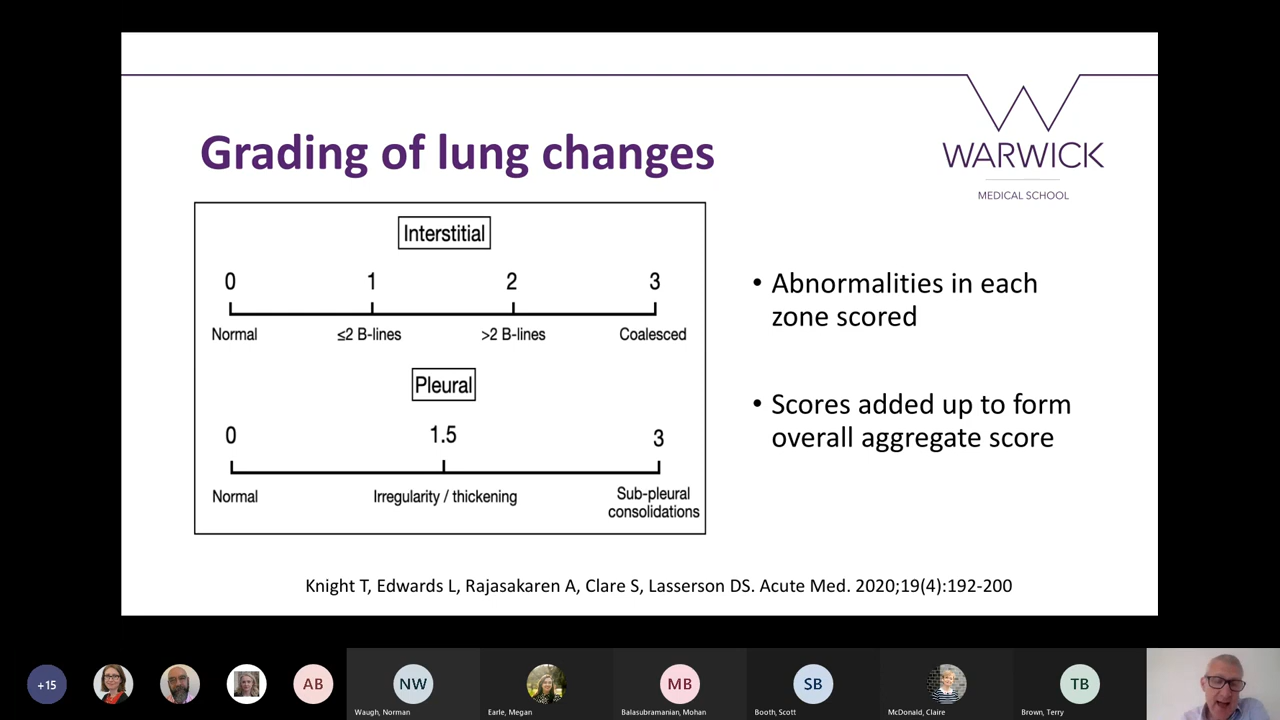 Grading of lung changes
WARWICK
MEDICAL SCHOOL
Interstitial
0 1 2 3
Normal ≤2 B-lines >2 B-lines Coalesced
Pleural
0 1.5 3
Normal Irregularity / thickening Sub-pleural
consolidations
• Abnormalities in each
zone scored
• Scores added up to form
overall aggregate score
Knight T, Edwards L, Rajasakaren A, Clare S, Lasserson DS. Acute Med. 2020;19(4):192-200
+15 AB NW MB SB TB
Waugh, Norman Earle, Megan Balasubramanian, Mohan Booth, Scott McDonald, Claire Brown, Terry